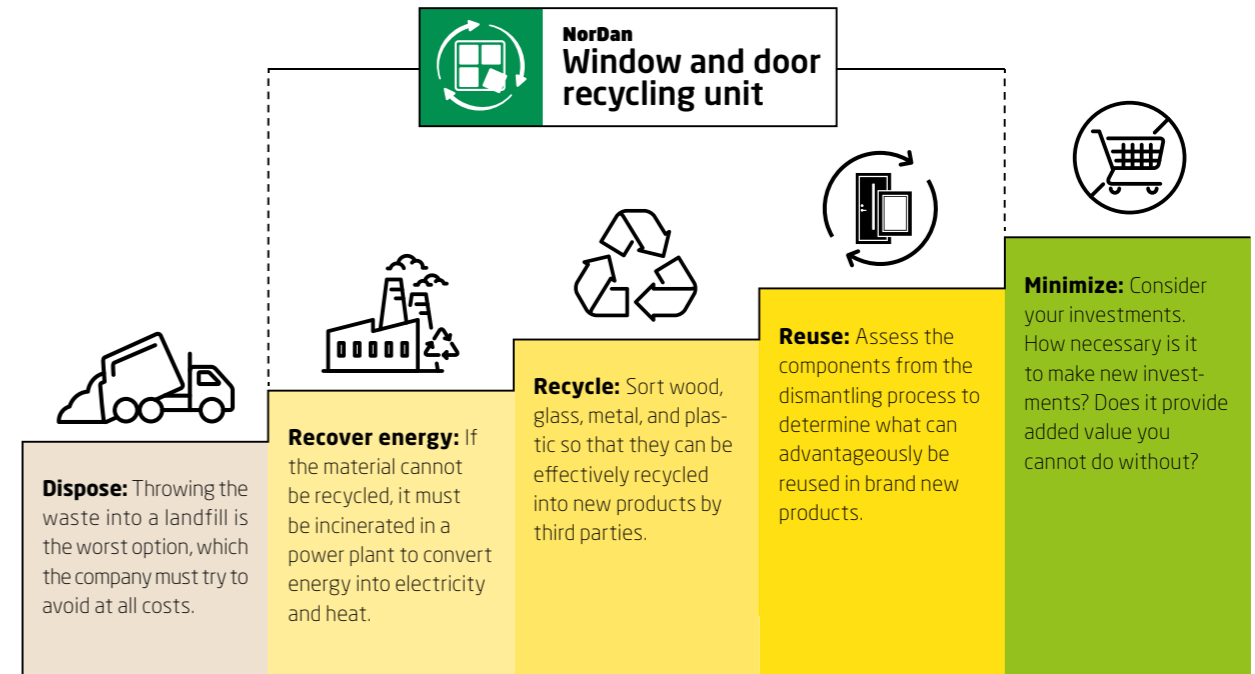 NorDan
Window and door
recycling unit
Dispose: Throwing the
waste into a landfill is
the worst option, which
the company must try to
avoid at all costs.
Recover energy: If
the material cannot
be recycled, it must
be incinerated in a
power plant to convert
energy into electricity
and heat.
Recycle: Sort wood,
glass, metal, and plas-
tic so that they can be
effectively recycled
into new products by
third parties.
Reuse: Assess the
components from the
dismantling process to
determine what can
advantageously be
reused in brand new
products.
Minimize: Consider
your investments.
How necessary is it
to make new invest-
ments? Does it provide
added value you
cannot do without?